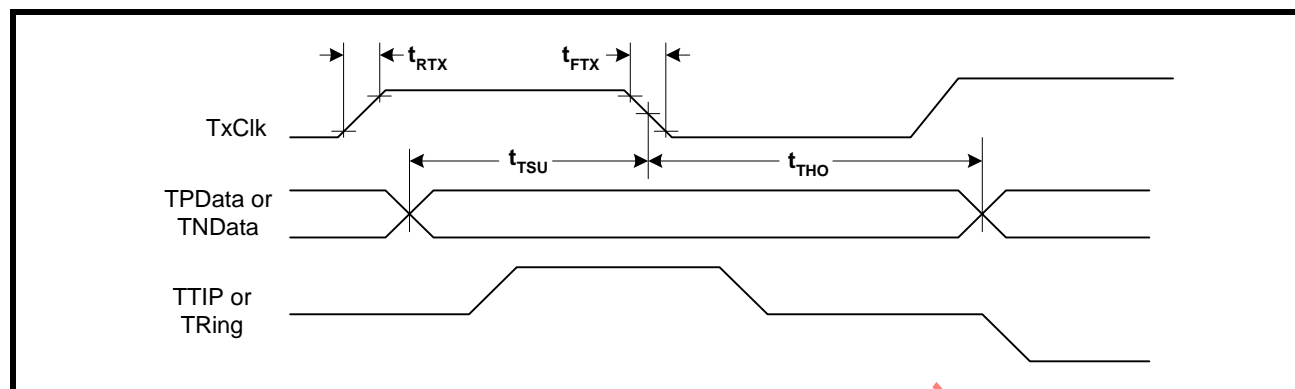 tRTX
tFTX
TxClk
tTSU
tTHO
TPData or
TNData
TTIP or
TRing